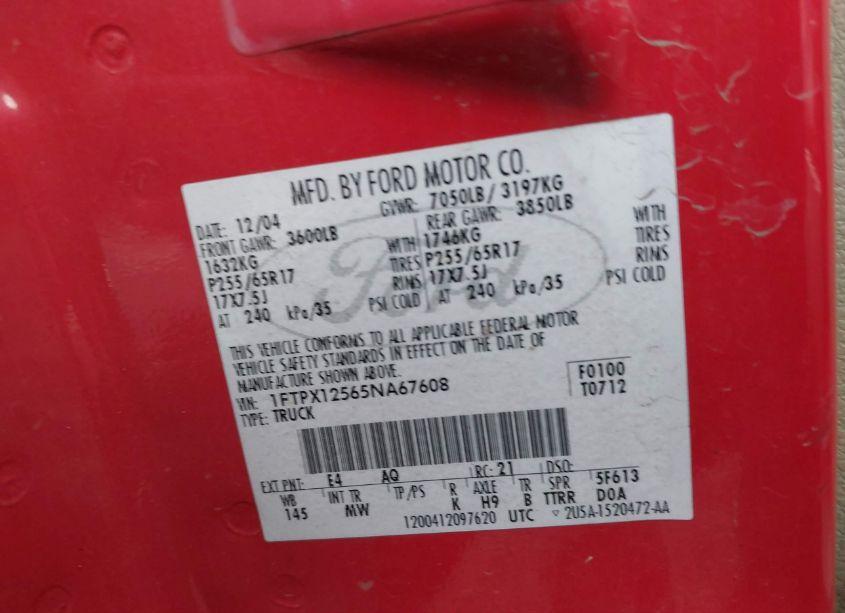 MFD. BY FORD MOTOR CO.
DATE: 12/04 GVWR: 7050LB / 3197KG
FRONT GAWR: 3600LB REAR GAWR: 3850LB
1632KG WITH 1746KG WITH
P255/65R17 TIRES P255/65R17 TIRES
17X7.5J RIMS 17X7.5J RIMS
AT 240 kPa/35 PSI COLD AT 240 kPa/35 PSI COLD
THIS VEHICLE CONFORMS TO ALL APPLICABLE FEDERAL MOTOR
VEHICLE SAFETY STANDARDS IN EFFECT ON THE DATE OF
MANUFACTURE SHOWN ABOVE.
VIN: 1FTPX12565NA67608 F0100
TYPE: TRUCK T0712
EXT PNT: E4 AQ RC: 21 DSO:
WB INT TR TP/PS R AXLE TR SPR 5F613
145 MW K H9 B TTRR DOA
1200412097620 UTC ▽ 2U5A-1520472-AA
Ford